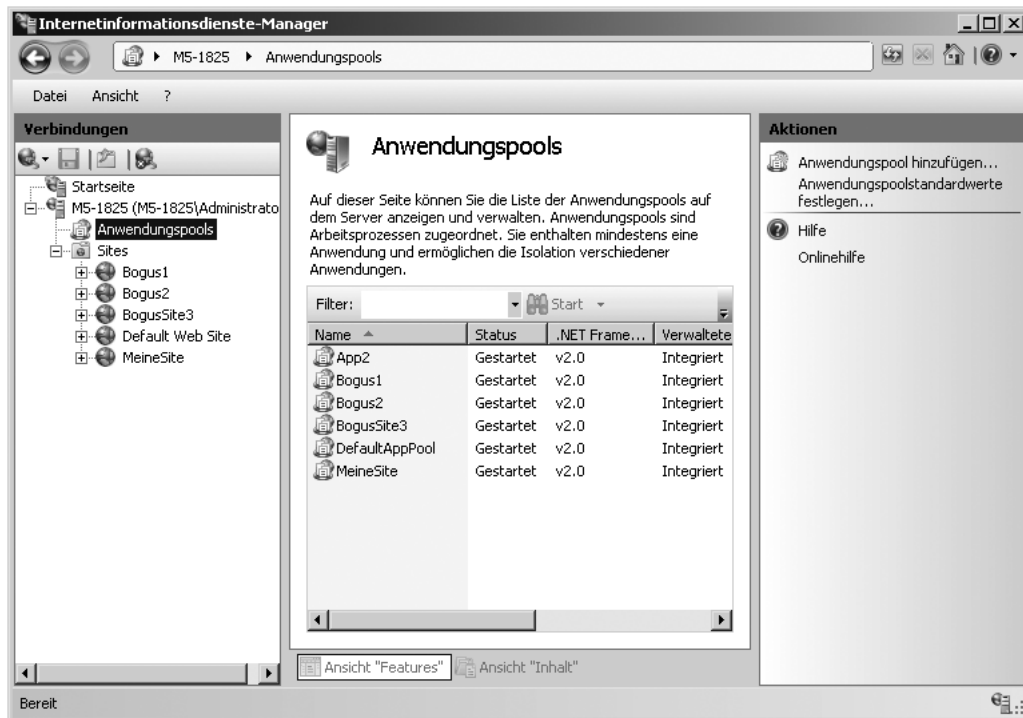 Internetinformationsdienste-Manager
M5-1825 Anwendungspools
Datei Ansicht ?
Verbindungen
Startseite
M5-1825 (M5-1825\Administrato
Anwendungspools
Sites
Bogus1
Bogus2
BogusSite3
Default Web Site
MeineSite
Anwendungspools
Auf dieser Seite können Sie die Liste der Anwendungspools auf
dem Server anzeigen und verwalten. Anwendungspools sind
Arbeitsprozessen zugeordnet. Sie enthalten mindestens eine
Anwendung und ermöglichen die Isolation verschiedener
Anwendungen.
Filter: Start
Name Status .NET Frame... Verwaltete
App2 Gestartet v2.0 Integriert
Bogus1 Gestartet v2.0 Integriert
Bogus2 Gestartet v2.0 Integriert
BogusSite3 Gestartet v2.0 Integriert
DefaultAppPool Gestartet v2.0 Integriert
MeineSite Gestartet v2.0 Integriert
Ansicht "Features" Ansicht "Inhalt"
Aktionen
Anwendungspool hinzufügen...
Anwendungspoolstandardwerte
festlegen...
Hilfe
Onlinehilfe
Bereit